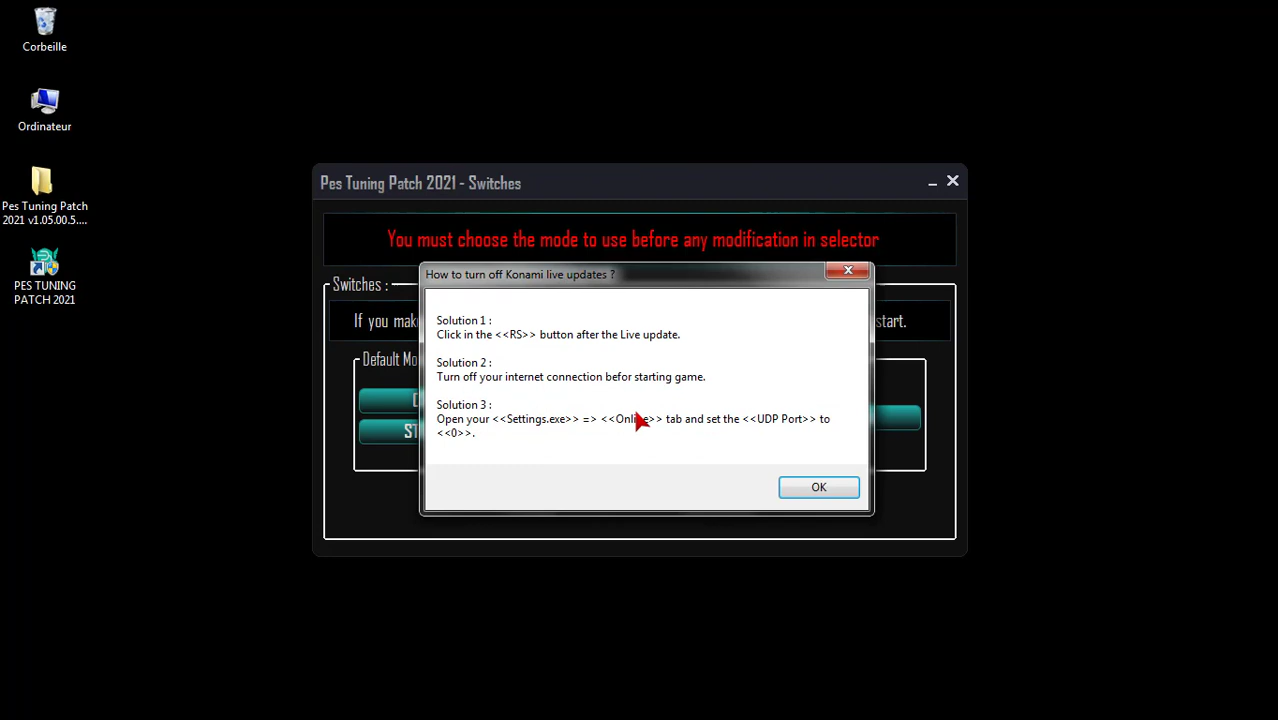 Corbeille
Ordinateur
Pes Tuning Patch
2021 v1.05.00.5....
PES TUNING
PATCH 2021
Pes Tuning Patch 2021 - Switches
You must choose the mode to use before any modification in selector
Switches :
If you mak
start.
Default Mo
ST
How to turn off Konami live updates ?
Solution 1 :
Click in the <<RS>> button after the Live update.
Solution 2 :
Turn off your internet connection befor starting game.
Solution 3 :
Open your <<Settings.exe>> => <<Online>> tab and set the <<UDP Port>> to
<<0>>.
OK